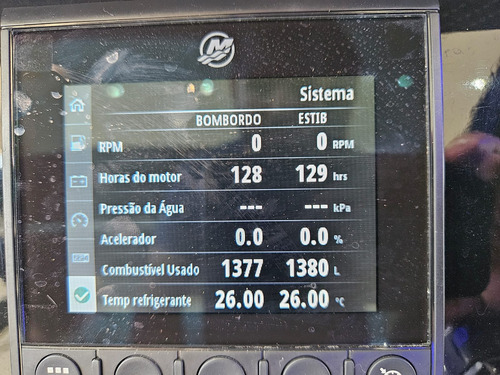 Sistema
BOMBORDO ESTIB
RPM 0 0 RPM
Horas do motor 128 129 hrs
Pressão da Água --- --- kPa
Acelerador 0.0 0.0 %
Combustível Usado 1377 1380 L
Temp refrigerante 26.00 26.00 °C